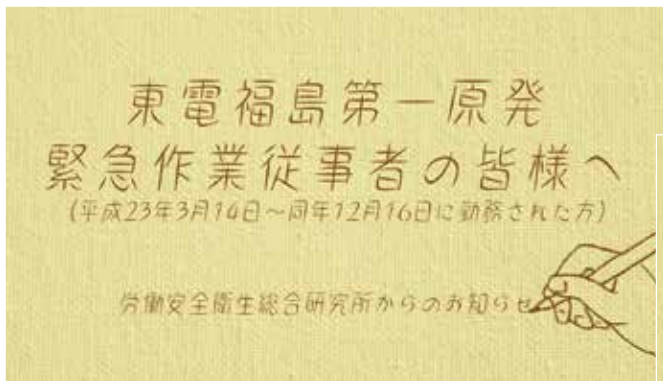 東電福島第一原発
緊急作業従事者の皆様へ
(平成23年3月14日〜同年12月16日に勤務された方)
労働安全衛生総合研究所からのお知らせ